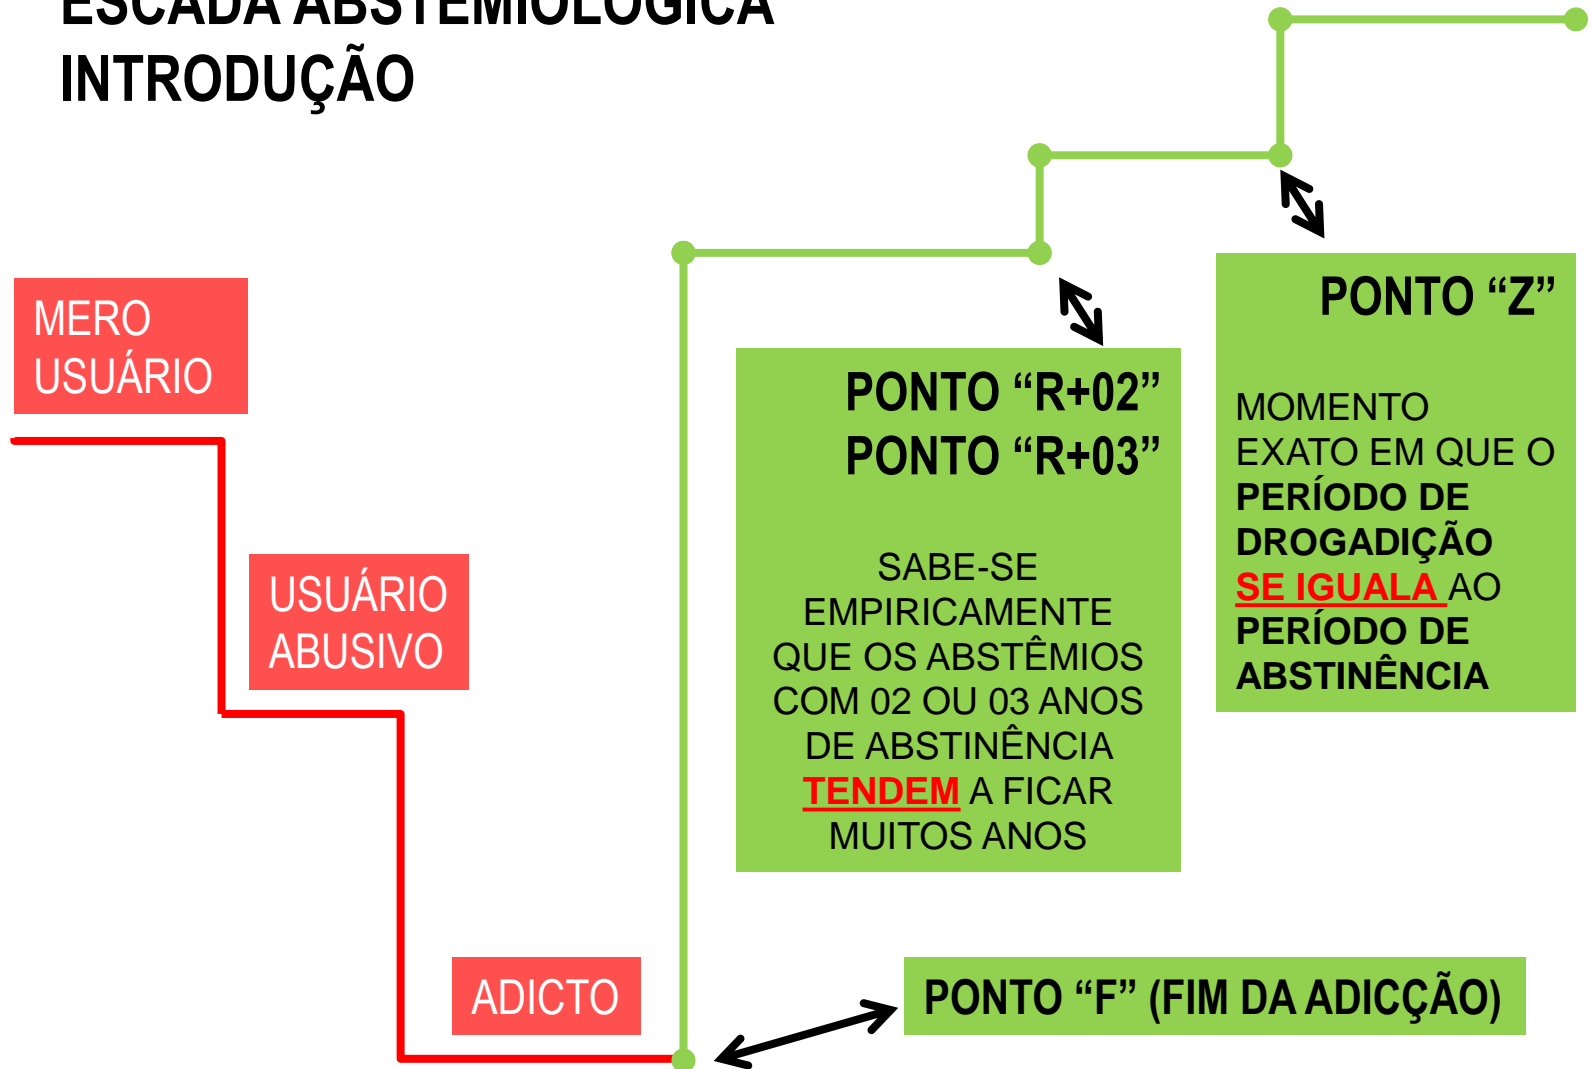 ESCADA ABSTEMIOLÓGICA
INTRODUÇÃO
MERO
USUÁRIO
USUÁRIO
ABUSIVO
ADICTO
PONTO “R+02”
PONTO “R+03”
SABE-SE
EMPIRICAMENTE
QUE OS ABSTÊMIOS
COM 02 OU 03 ANOS
DE ABSTINÊNCIA
TENDEM A FICAR
MUITOS ANOS
PONTO “Z”
MOMENTO
EXATO EM QUE O
PERÍODO DE
DROGADIÇÃO
SE IGUALA AO
PERÍODO DE
ABSTINÊNCIA
PONTO “F” (FIM DA ADICÇÃO)